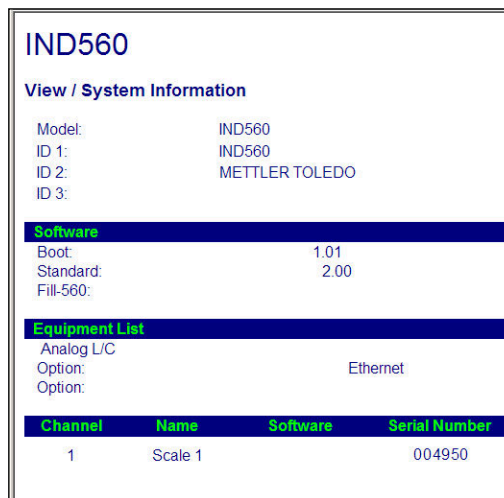 IND560
View / System Information
Model: IND560
ID 1: IND560
ID 2: METTLER TOLEDO
ID 3:
Software
Boot: 1.01
Standard: 2.00
Fill-560:
Equipment List
Analog L/C
Option: Ethernet
Option:
Channel Name Software Serial Number
1 Scale 1 004950